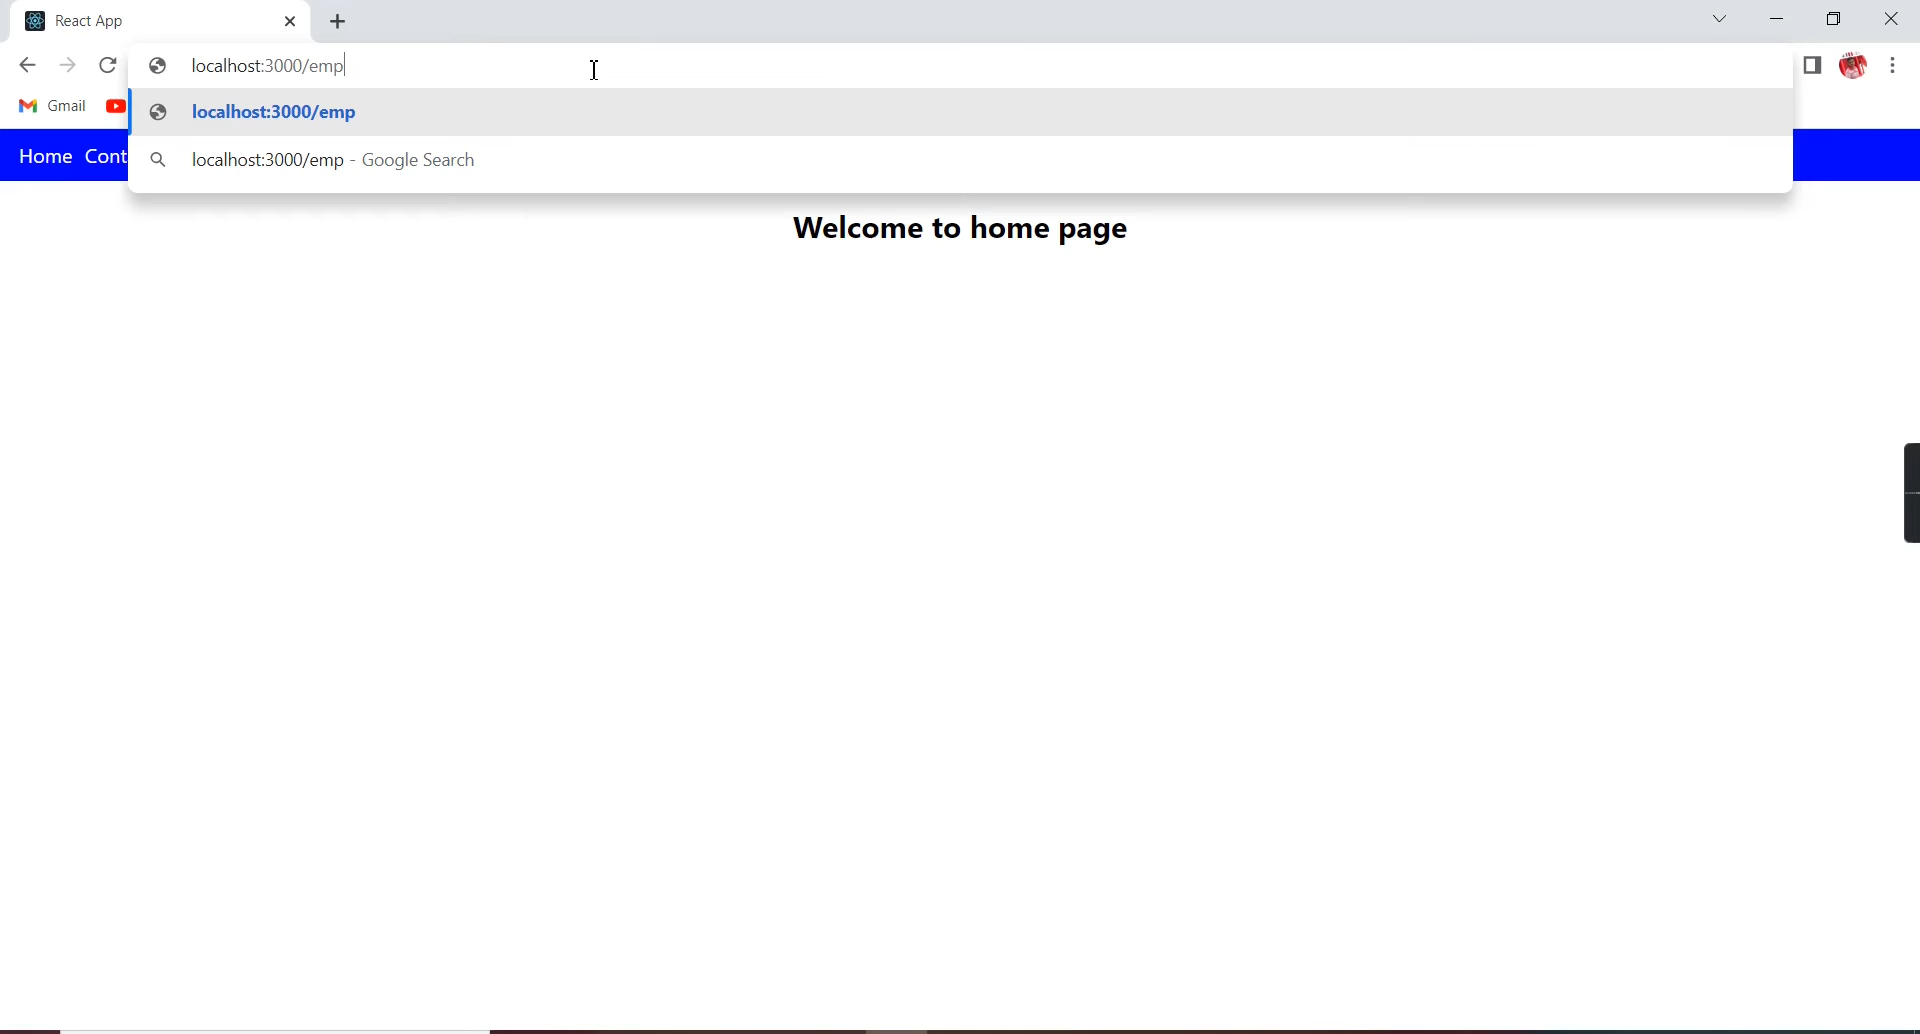 React App
localhost:3000/emp
Gmail
localhost:3000/emp
Home Cont
localhost:3000/emp - Google Search
Welcome to home page